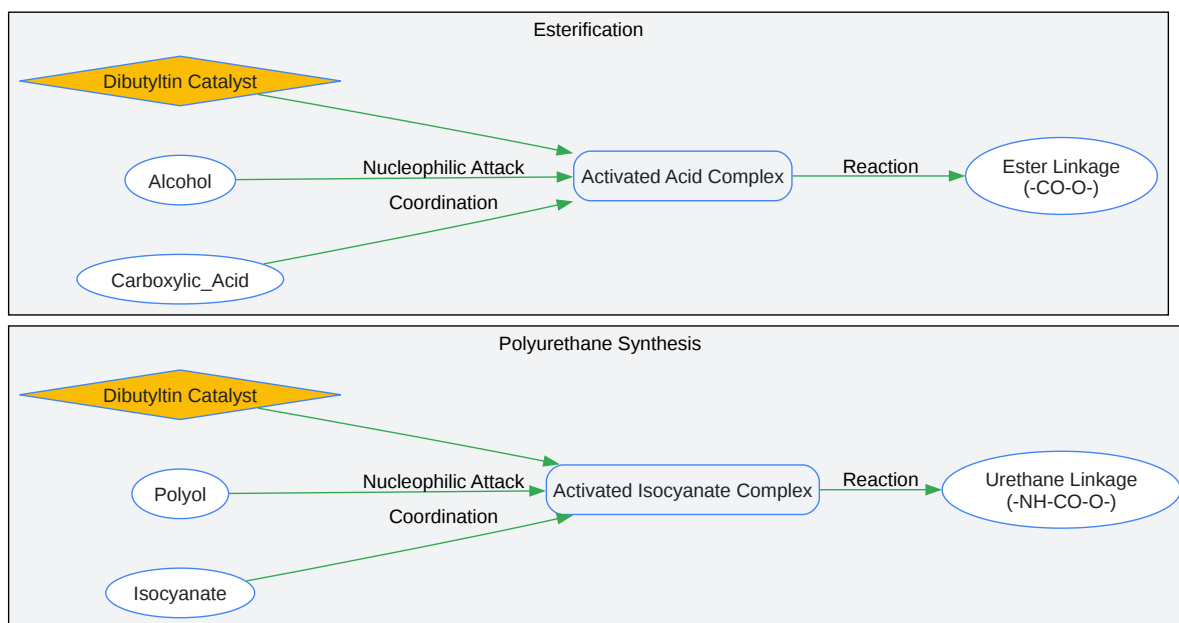 Esterification
Dibutyltin Catalyst
Nucleophilic Attack
Alcohol
Activated Acid Complex
Reaction
Ester Linkage
(-CO-O-)
Coordination
Carboxylic_Acid
Polyurethane Synthesis
Dibutyltin Catalyst
Nucleophilic Attack
Polyol
Activated Isocyanate Complex
Reaction
Urethane Linkage
(-NH-CO-O-)
Coordination
Isocyanate